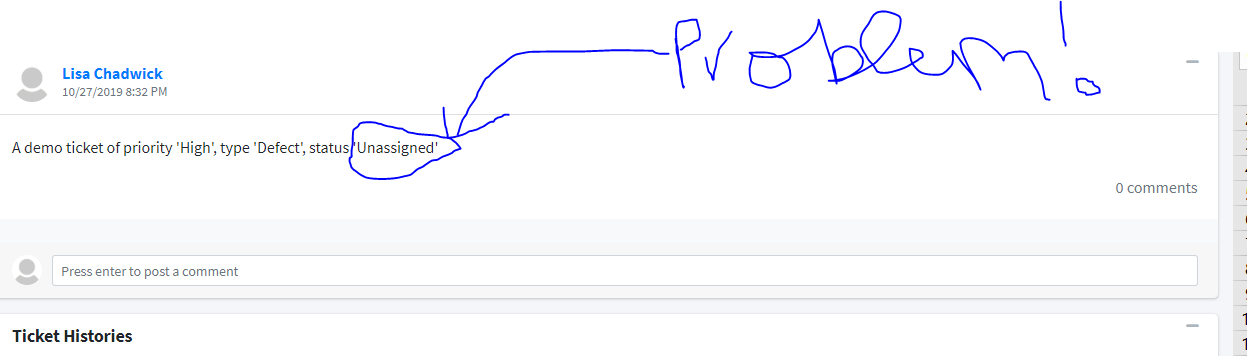 Problem!
Lisa Chadwick
10/27/2019 8:32 PM
A demo ticket of priority 'High', type 'Defect', status 'Unassigned'
0 comments
Press enter to post a comment
Ticket Histories